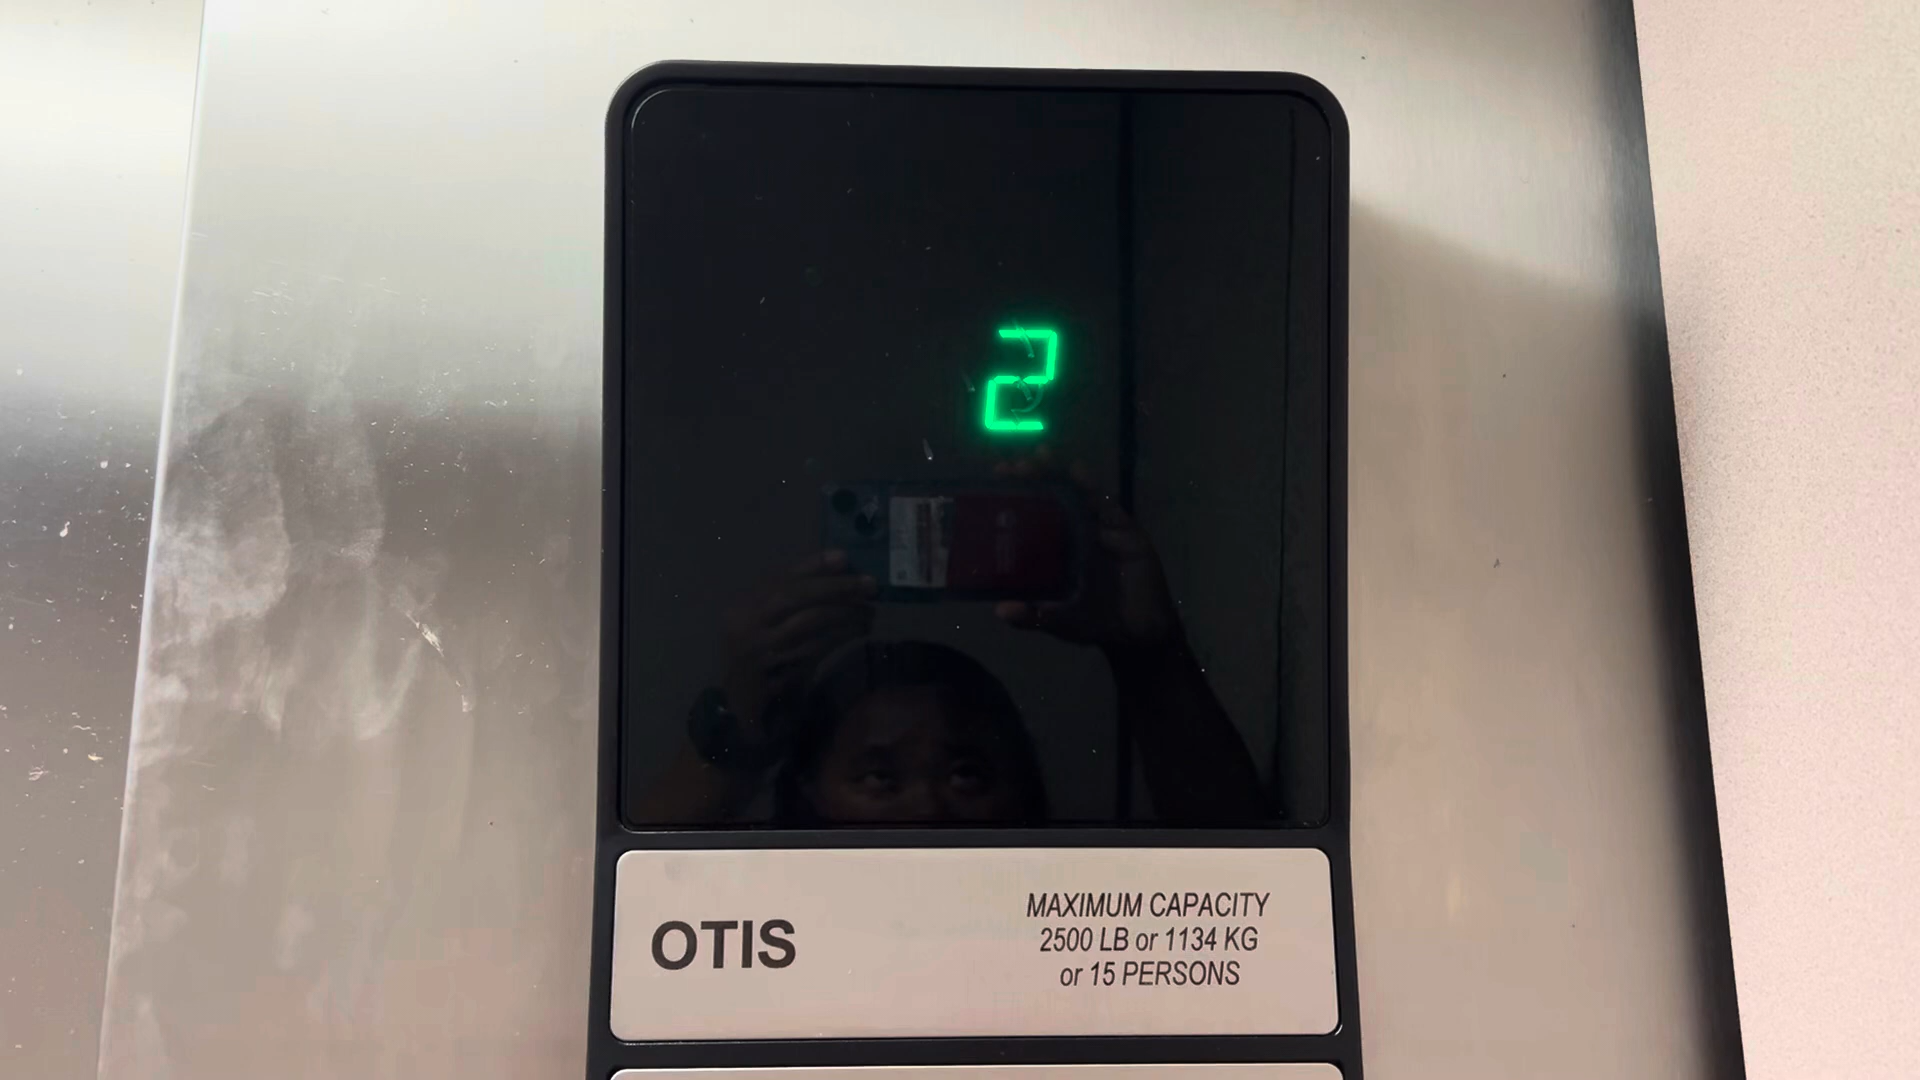 2
OTIS
MAXIMUM CAPACITY
2500 LB or 1134 KG
or 15 PERSONS